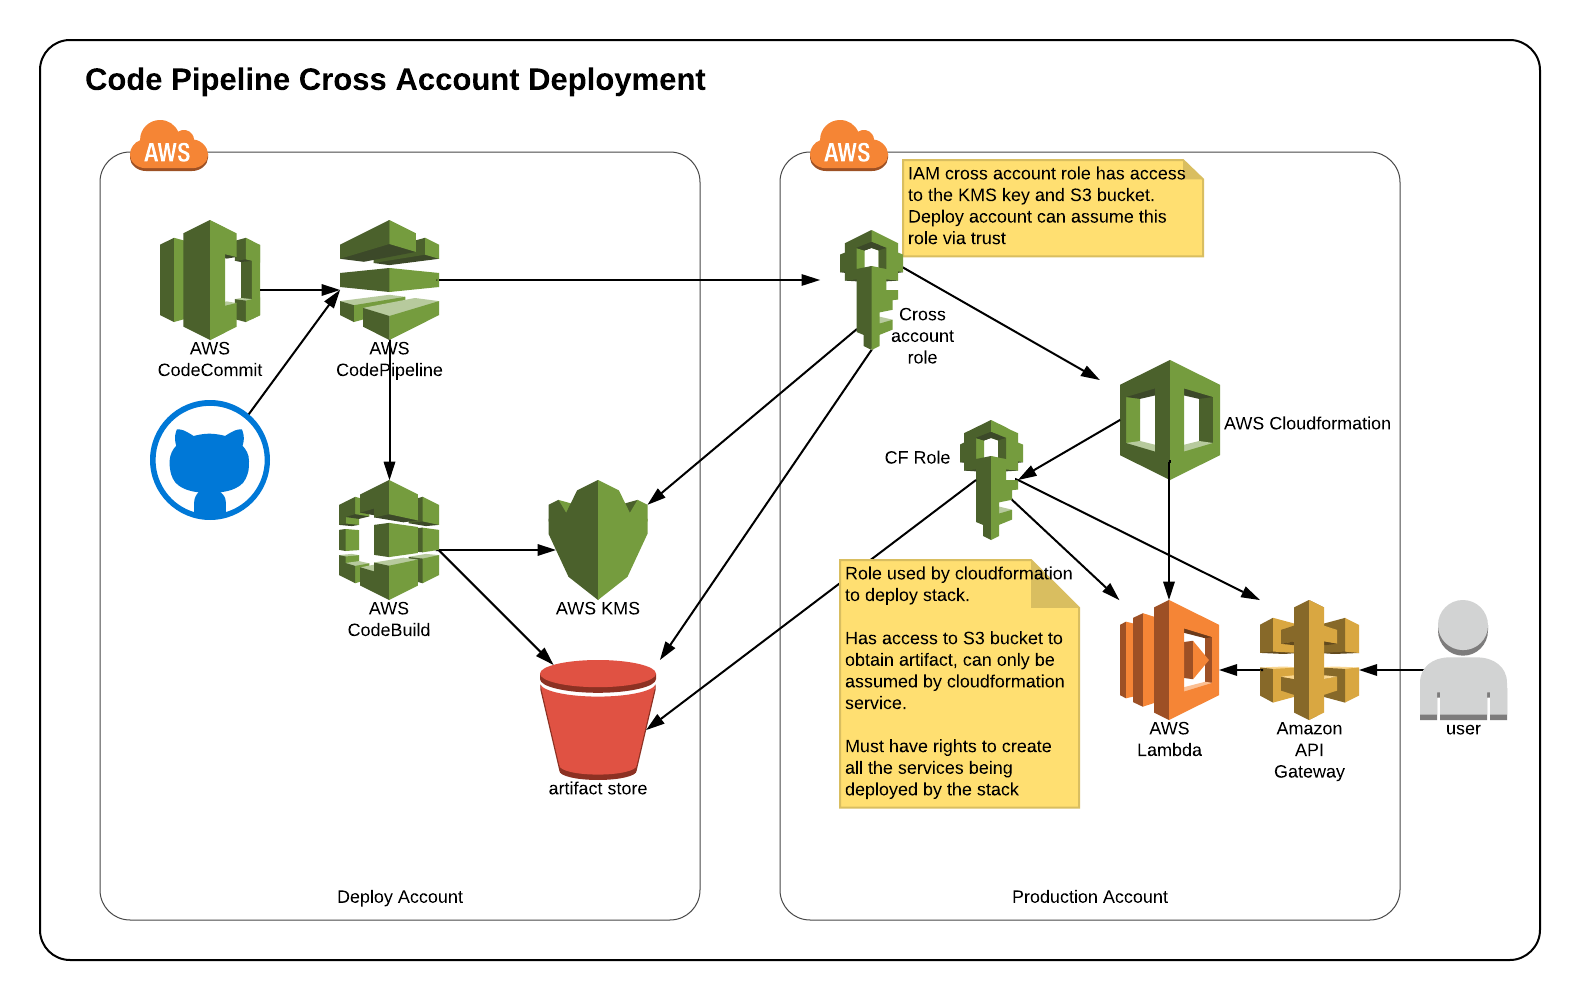 Code Pipeline Cross Account Deployment
AWS
AWS
IAM cross account role has access
to the KMS key and S3 bucket.
Deploy account can assume this
role via trust
AWS
CodeCommit
AWS
CodePipeline
Cross
account
role
AWS Cloudformation
CF Role
AWS
CodeBuild
AWS KMS
artifact store
Role used by cloudformation
to deploy stack.
Has access to S3 bucket to
obtain artifact, can only be
assumed by cloudformation
service.
Must have rights to create
all the services being
deployed by the stack
AWS
Lambda
Amazon
API
Gateway
user
Deploy Account
Production Account